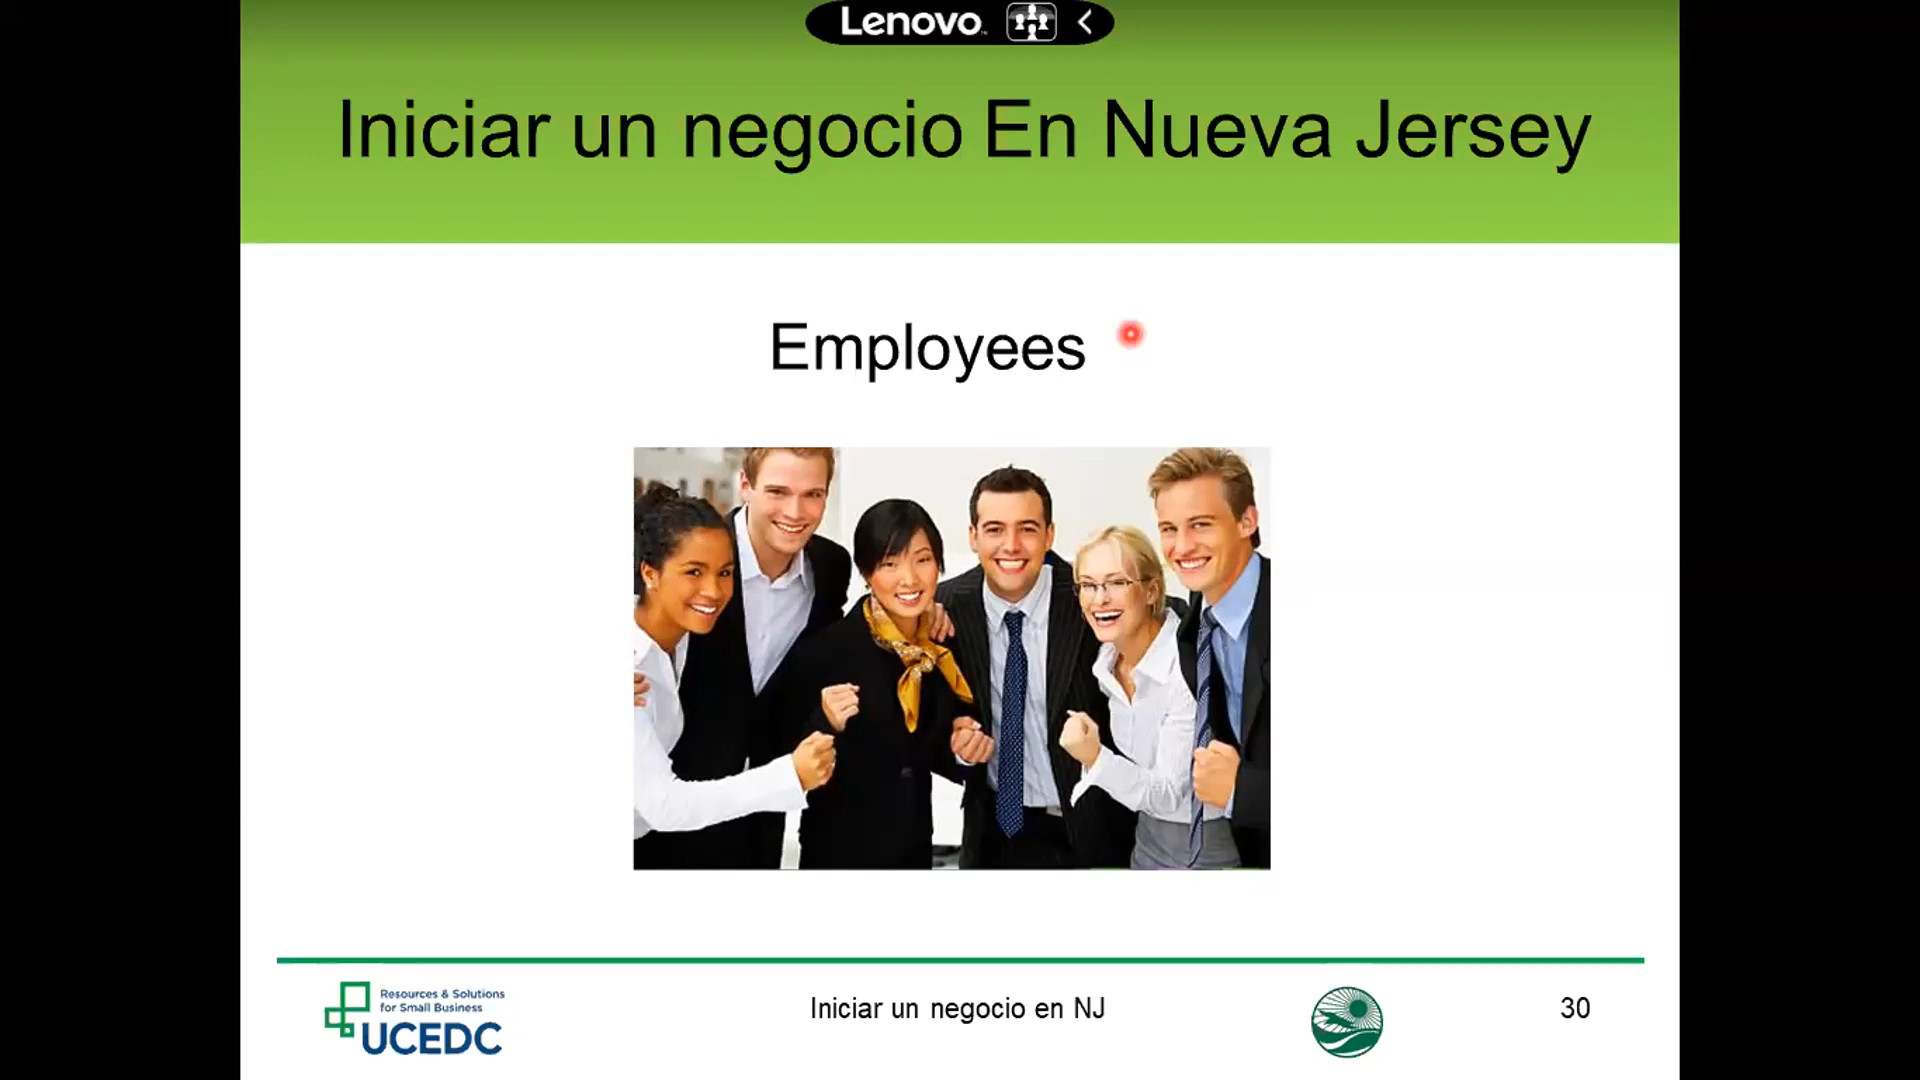 Lenovo
Iniciar un negocio En Nueva Jersey
Employees
Resources & Solutions
for Small Business
UCEDC
Iniciar un negocio en NJ
30